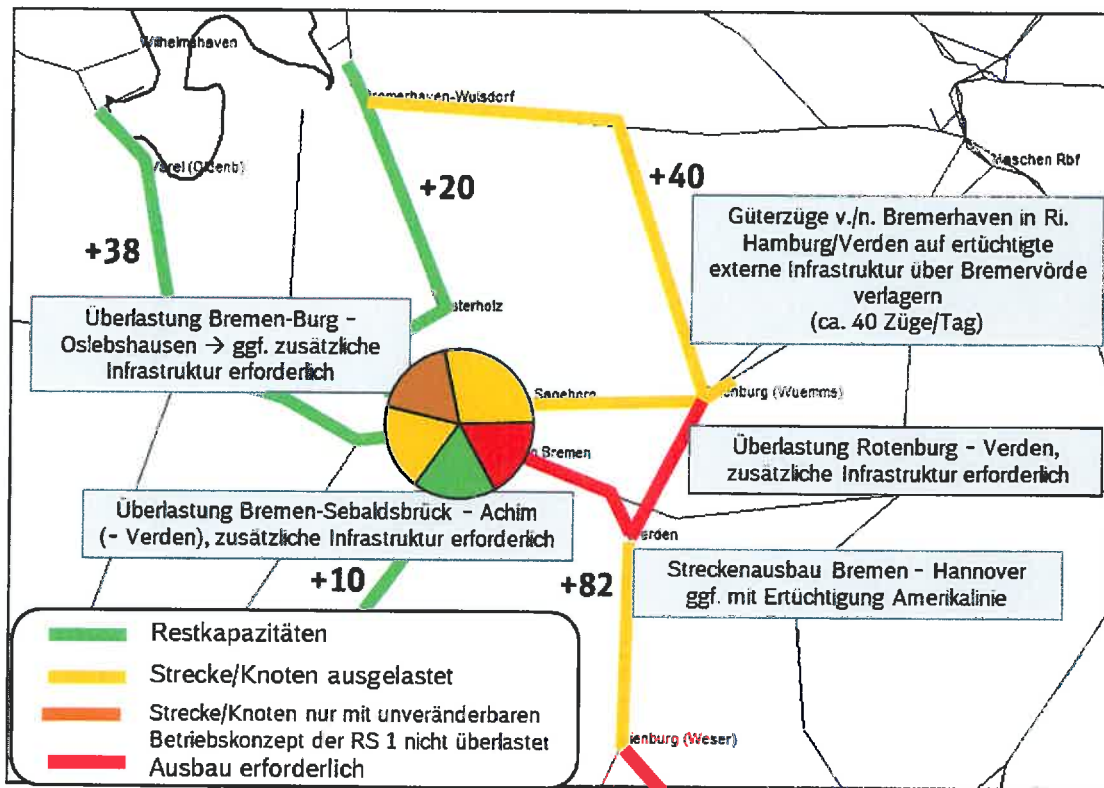 Wilhelmshaven
Bremerhaven-Wulsdorf
Varel (Oldenb)
Maschen Rbf
+20
+40
+38
Güterzüge v./n. Bremerhaven in Ri.
Hamburg/Verden auf ertüchtigte
externe Infrastruktur über Bremervörde
verlagern
(ca. 40 Züge/Tag)
sterholz
Überlastung Bremen-Burg –
Oslebshausen → ggf. zusätzliche
Infrastruktur erforderlich
Sagehorn
enburg (Wuemme)
Bremen
Überlastung Rotenburg - Verden,
zusätzliche Infrastruktur erforderlich
Überlastung Bremen-Sebaldsbrück – Achim
(- Verden), zusätzliche Infrastruktur erforderlich
erden
+10
+82
Streckenausbau Bremen – Hannover
ggf. mit Ertüchtigung Amerikalinie
Restkapazitäten
Strecke/Knoten ausgelastet
Strecke/Knoten nur mit unveränderbaren
Betriebskonzept der RS 1 nicht überlastet
Ausbau erforderlich
ienburg (Weser)